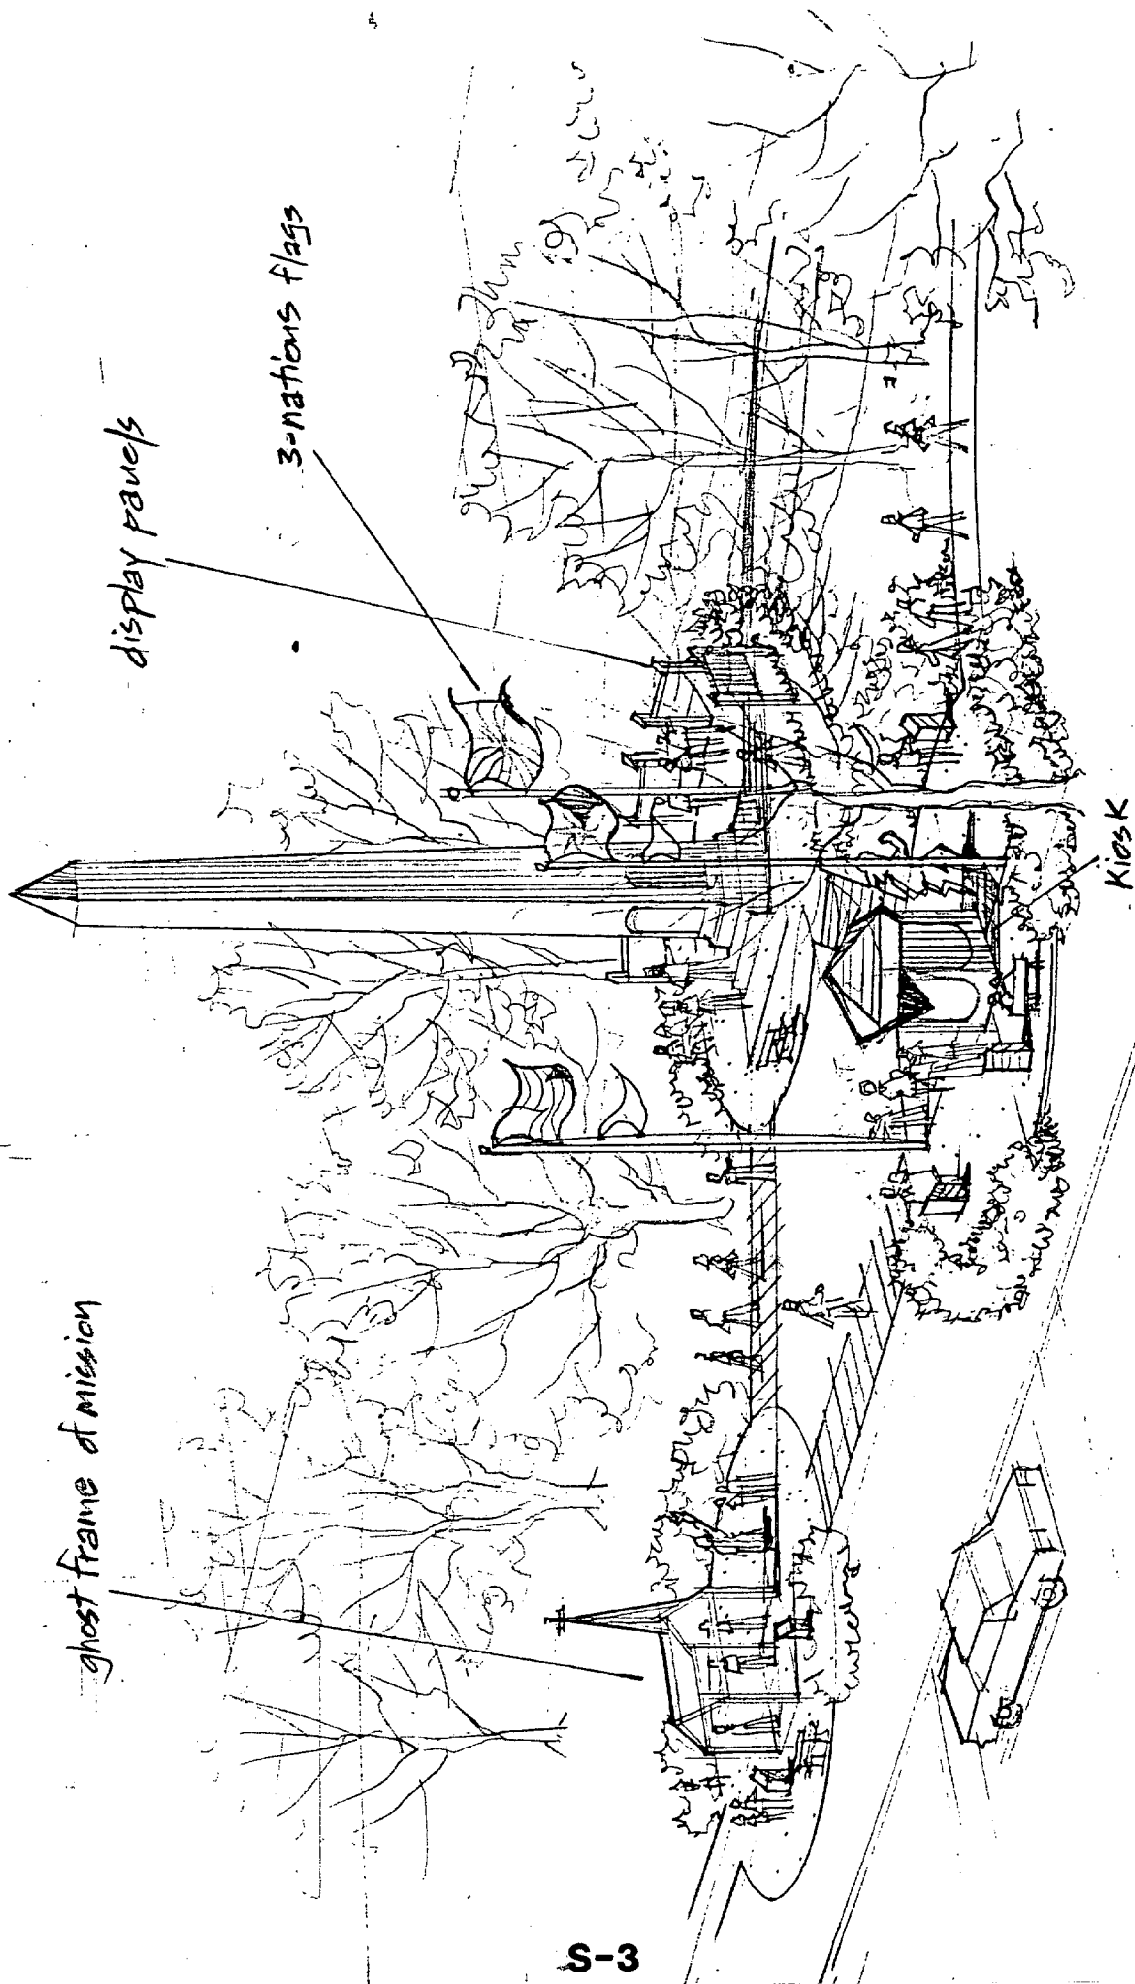 ghost frame of mission
display panels
3-nations flags
Kiosk
S-3